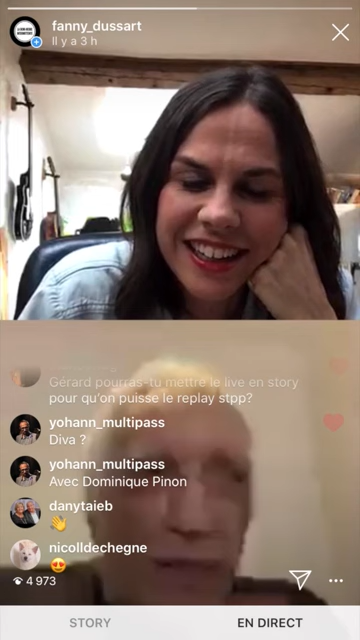 fanny_dussart
Il y a 3 h
Gérard pourras-tu mettre le live en story
pour qu'on puisse le replay stpp?
yohann_multipass
Diva ?
yohann_multipass
Avec Dominique Pinon
danytaieb
👋
nicolldechegne
😍
4 973
STORY
EN DIRECT